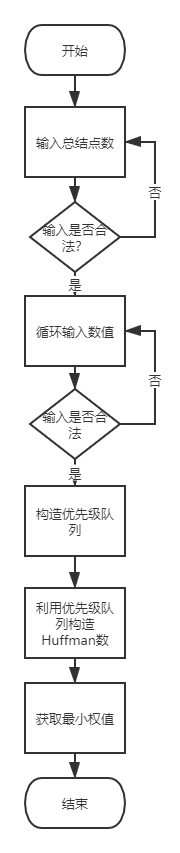 开始
输入总结点数
否
输入是否合
法?
是
循环输入数值
否
输入是否合
法
是
构造优先级队
列
利用优先级队
列构造
Huffman数
获取最小权值
结束